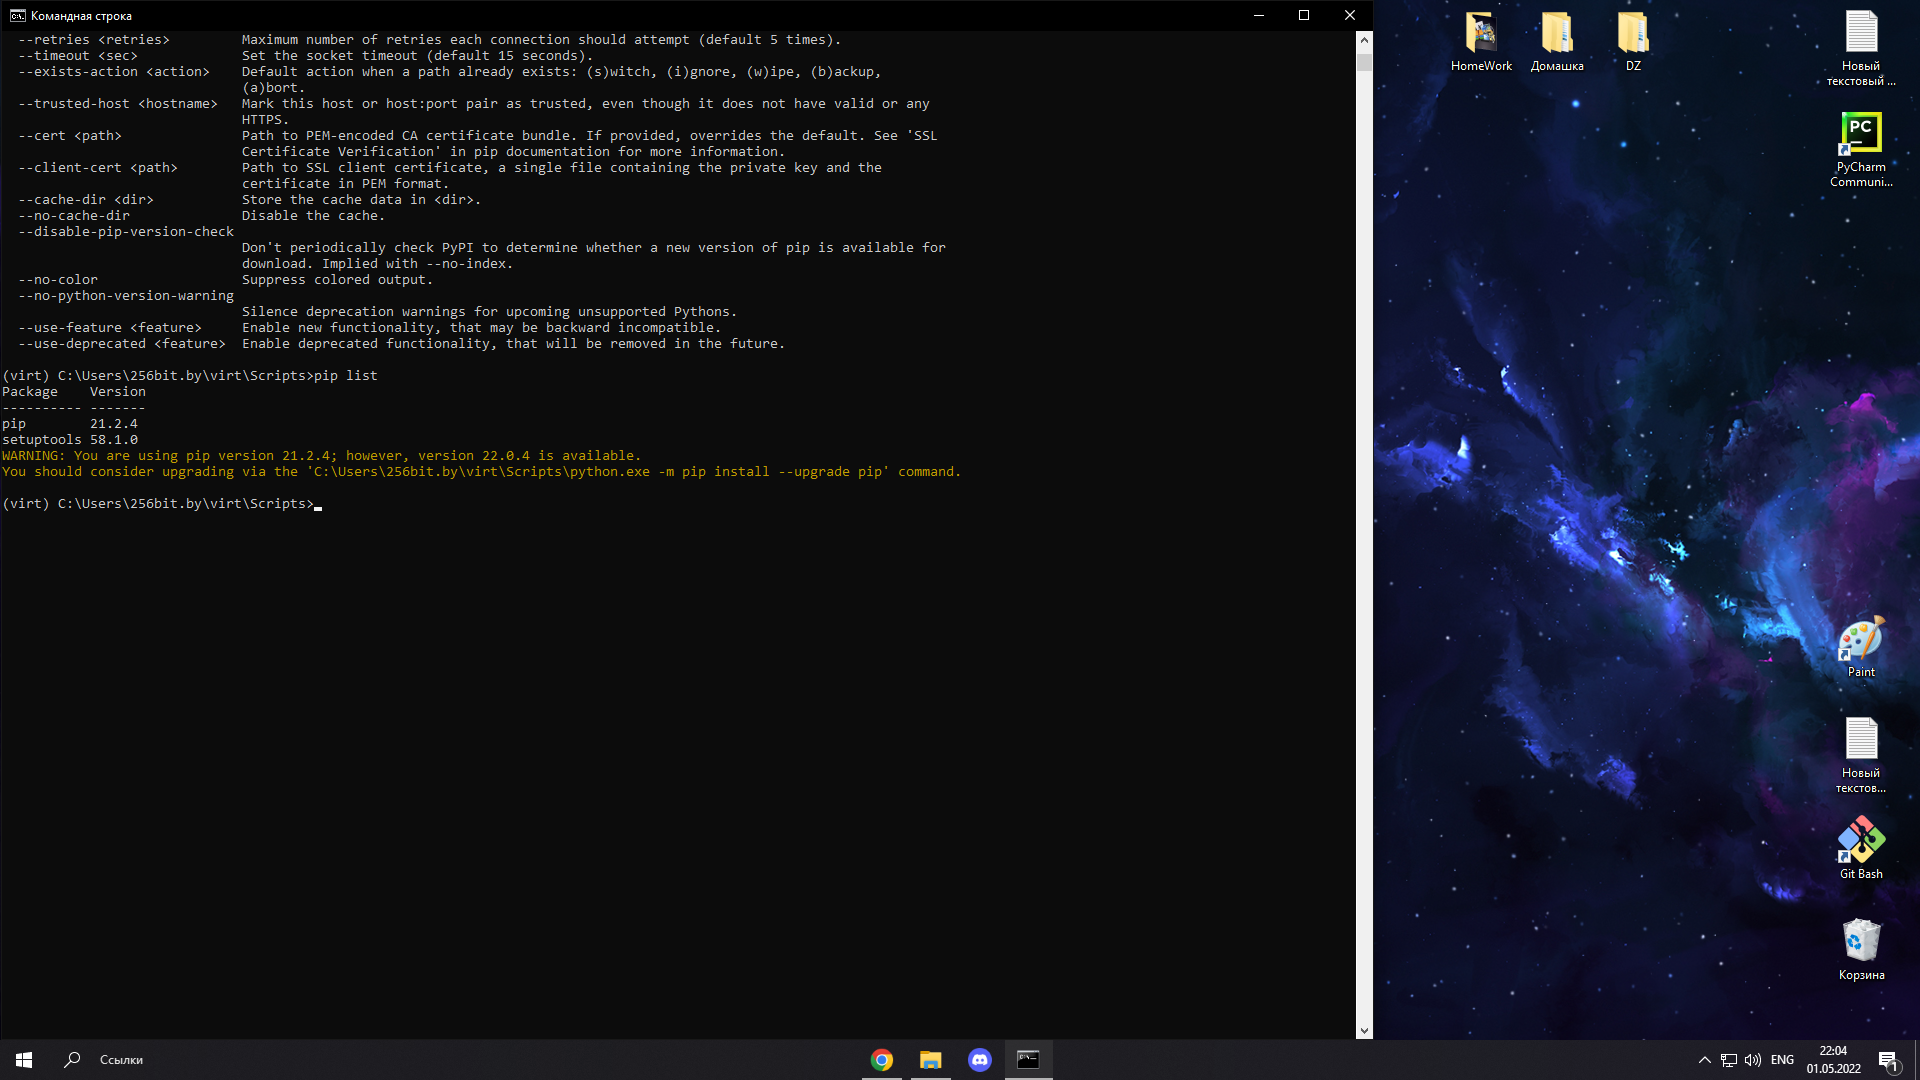 Командная строка
--retries <retries> Maximum number of retries each connection should attempt (default 5 times).
--timeout <sec> Set the socket timeout (default 15 seconds).
--exists-action <action> Default action when a path already exists: (s)witch, (i)gnore, (w)ipe, (b)ackup,
(a)bort.
--trusted-host <hostname> Mark this host or host:port pair as trusted, even though it does not have valid or any
HTTPS.
--cert <path> Path to PEM-encoded CA certificate bundle. If provided, overrides the default. See 'SSL
Certificate Verification' in pip documentation for more information.
--client-cert <path> Path to SSL client certificate, a single file containing the private key and the
certificate in PEM format.
--cache-dir <dir> Store the cache data in <dir>.
--no-cache-dir Disable the cache.
--disable-pip-version-check
Don't periodically check PyPI to determine whether a new version of pip is available for
download. Implied with --no-index.
--no-color Suppress colored output.
--no-python-version-warning
Silence deprecation warnings for upcoming unsupported Pythons.
--use-feature <feature> Enable new functionality, that may be backward incompatible.
--use-deprecated <feature> Enable deprecated functionality, that will be removed in the future.
(virt) C:\Users\256bit.by\virt\Scripts>pip list
Package Version
---------- -------
pip 21.2.4
setuptools 58.1.0
WARNING: You are using pip version 21.2.4; however, version 22.0.4 is available.
You should consider upgrading via the 'C:\Users\256bit.by\virt\Scripts\python.exe -m pip install --upgrade pip' command.
(virt) C:\Users\256bit.by\virt\Scripts>
HomeWork
Домашка
DZ
Новый
текстовый ...
PC
PyCharm
Communi...
Paint
Новый
текстов...
Git Bash
Корзина
Ссылки
ENG
22:04
01.05.2022
1